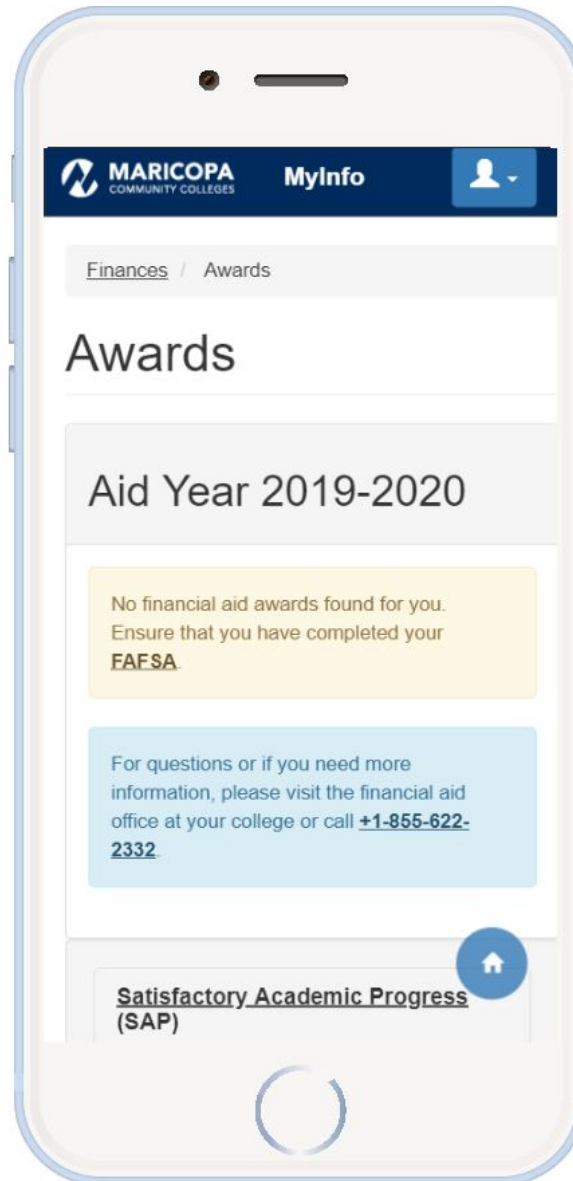 MARICOPA
COMMUNITY COLLEGES
MyInfo
Finances / Awards
Awards
Aid Year 2019-2020
No financial aid awards found for you.
Ensure that you have completed your
FAFSA.
For questions or if you need more
information, please visit the financial aid
office at your college or call +1-855-622-
2332.
Satisfactory Academic Progress
(SAP)